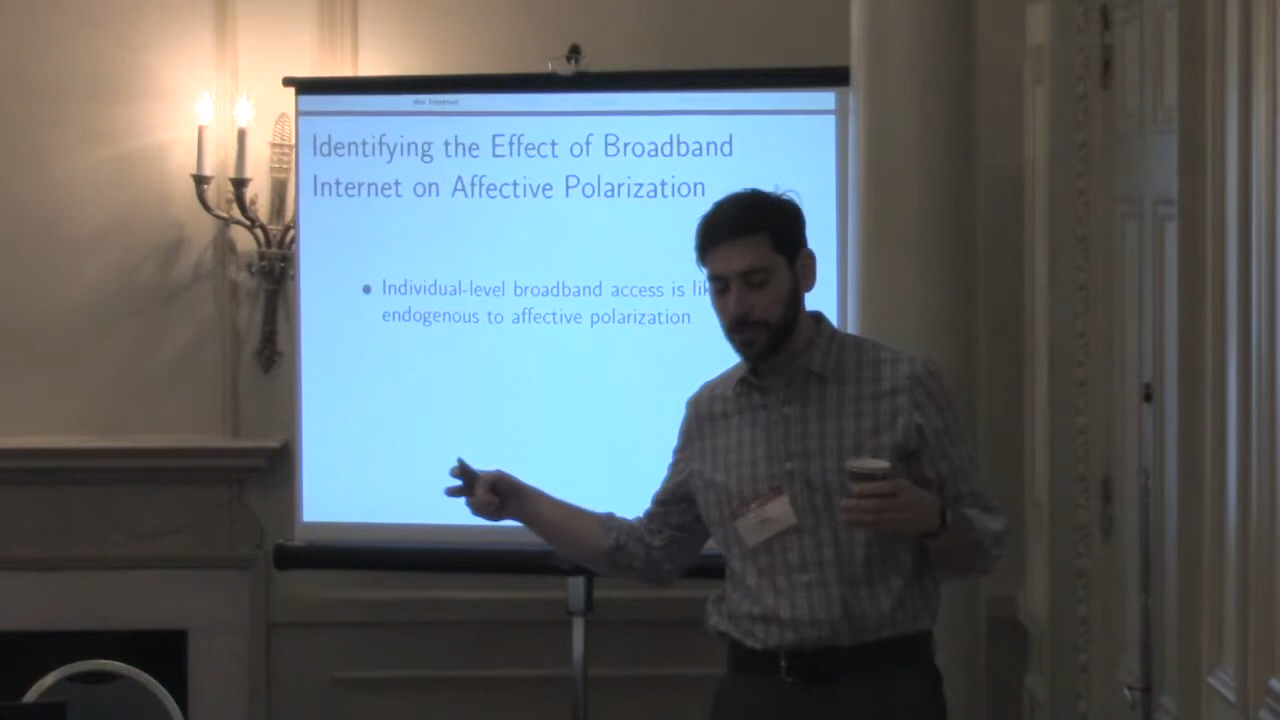 Identifying the Effect of Broadband
Internet on Affective Polarization
• Individual-level broadband access is
endogenous to affective polarization